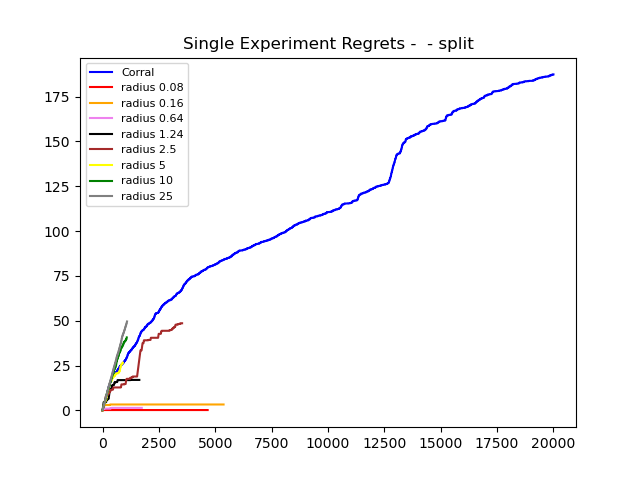 Single Experiment Regrets -  - split
Corral
radius 0.08
radius 0.16
radius 0.64
radius 1.24
radius 2.5
radius 5
radius 10
radius 25
175
150
125
100
75
50
25
0
0 2500 5000 7500 10000 12500 15000 17500 20000